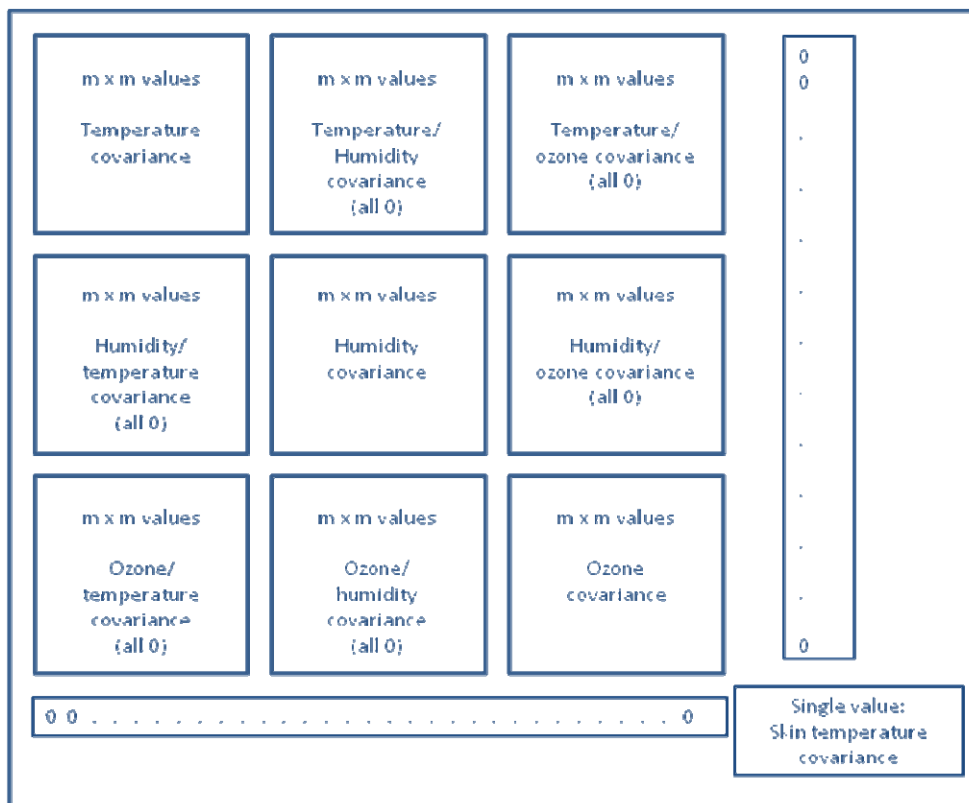 m x m values
Temperature
covariance
m x m values
Temperature/
Humidity
covariance
(all 0)
m x m values
Temperature/
ozone covariance
(all 0)
0
0
.
.
.
.
.
.
.
.
.
.
0
m x m values
Humidity/
temperature
covariance
(all 0)
m x m values
Humidity
covariance
m x m values
Humidity/
ozone covariance
(all 0)
m x m values
Ozone/
temperature
covariance
(all 0)
m x m values
Ozone/
humidity
covariance
(all 0)
m x m values
Ozone
covariance
0 0 . . . . . . . . . . . . . . . . . . . . . . . 0
Single value:
Skin temperature
covariance